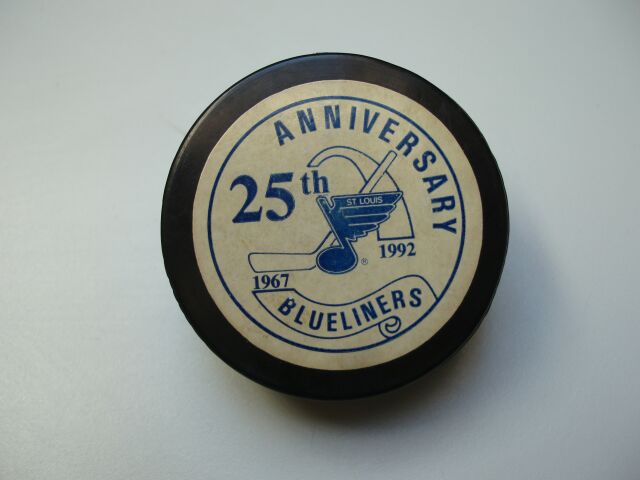 ANNIVERSARY
25th
ST LOUIS
®
1992
1967
BLUELINERS